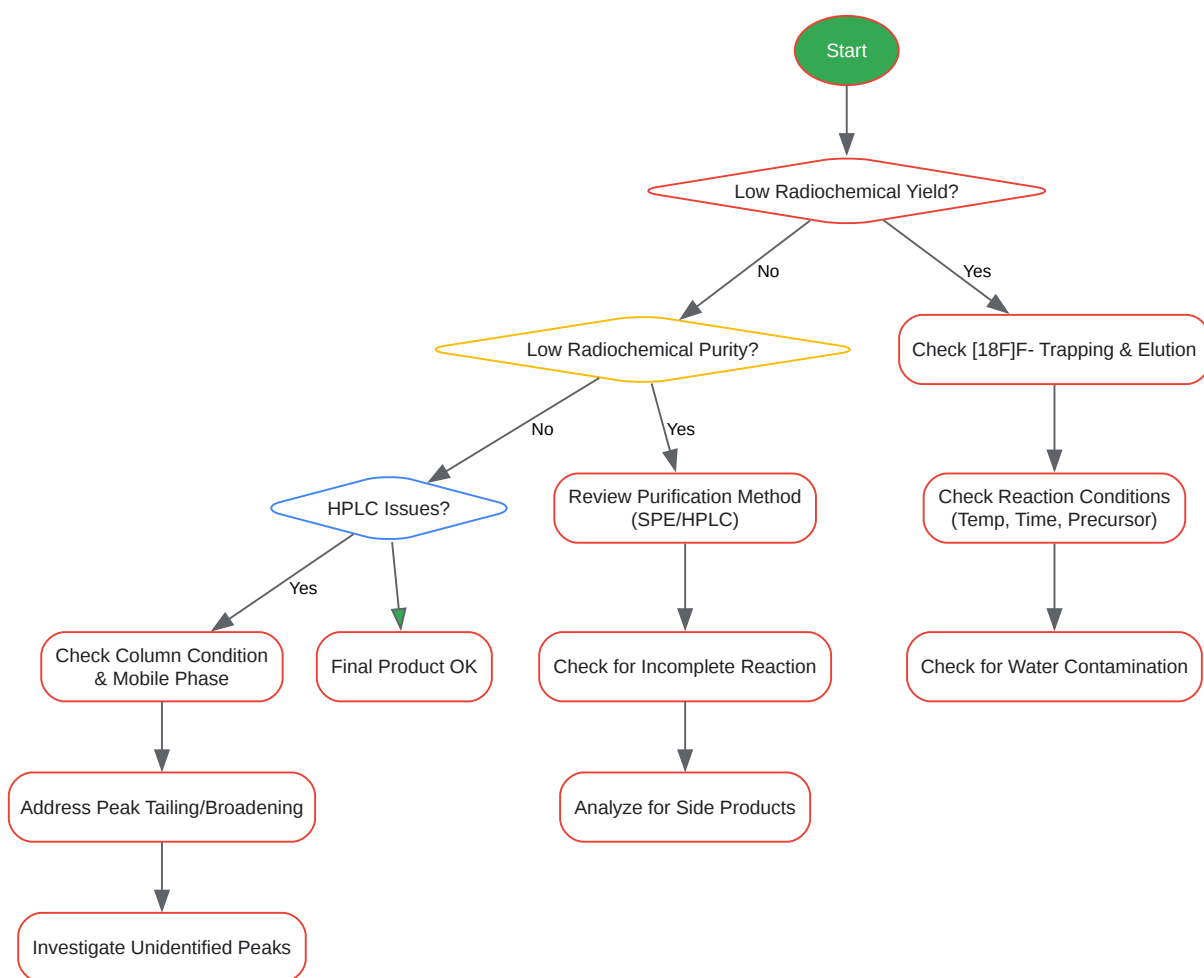 Start
Low Radiochemical Yield?
No
Yes
Low Radiochemical Purity?
Check [18F]F- Trapping & Elution
No
Yes
HPLC Issues?
Review Purification Method
(SPE/HPLC)
Check Reaction Conditions
(Temp, Time, Precursor)
Yes
Check Column Condition
& Mobile Phase
Final Product OK
Check for Incomplete Reaction
Check for Water Contamination
Address Peak Tailing/Broadening
Analyze for Side Products
Investigate Unidentified Peaks